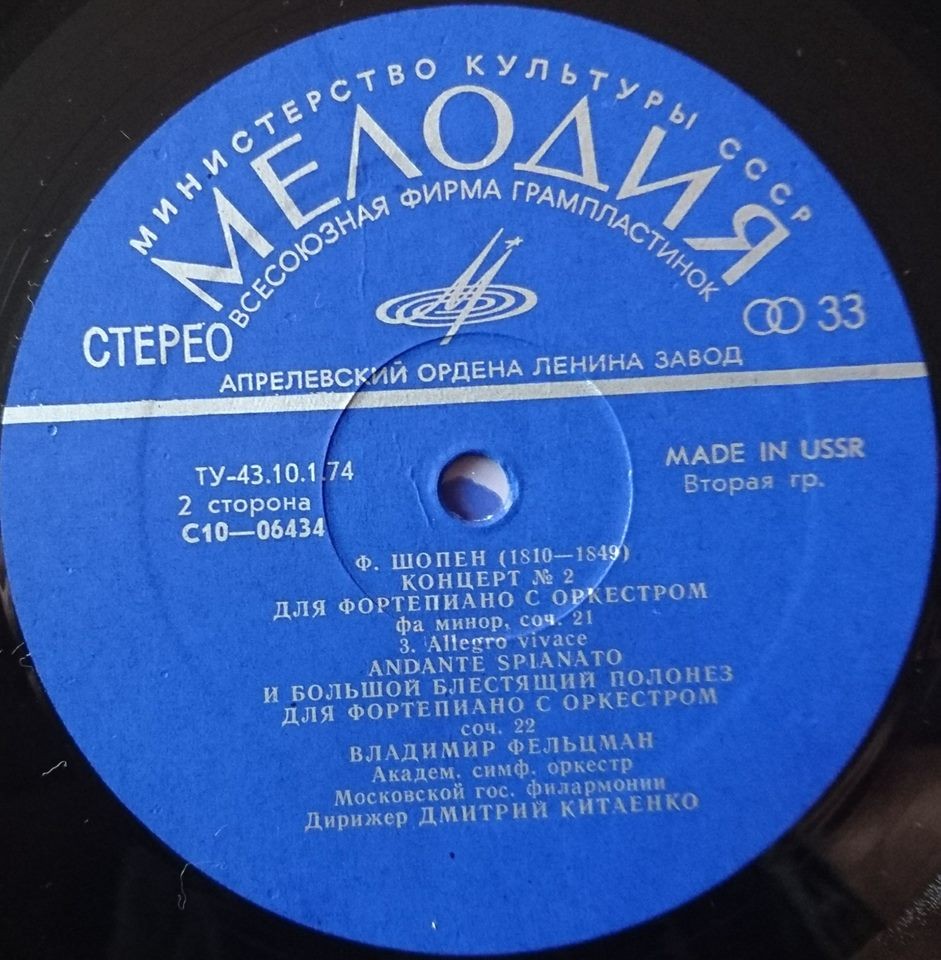 МИНИСТЕРСТВО КУЛЬТУРЫ СССР
МЕЛОДИЯ
ВСЕСОЮЗНАЯ ФИРМА ГРАМПЛАСТИНОК
СТЕРЕО
33
АПРЕЛЕВСКИЙ ОРДЕНА ЛЕНИНА ЗАВОД
ТУ-43.10.1.74
2 сторона
С10—06434
MADE IN USSR
Вторая гр.
Ф. ШОПЕН (1810—1849)
КОНЦЕРТ № 2
ДЛЯ ФОРТЕПИАНО С ОРКЕСТРОМ
фа минор, соч. 21
3. Allegro vivace
ANDANTE SPIANATO
И БОЛЬШОЙ БЛЕСТЯЩИЙ ПОЛОНЕЗ
ДЛЯ ФОРТЕПИАНО С ОРКЕСТРОМ
соч. 22
ВЛАДИМИР ФЕЛЬЦМАН
Академ. симф. оркестр
Московской гос. филармонии
Дирижер ДМИТРИЙ КИТАЕНКО